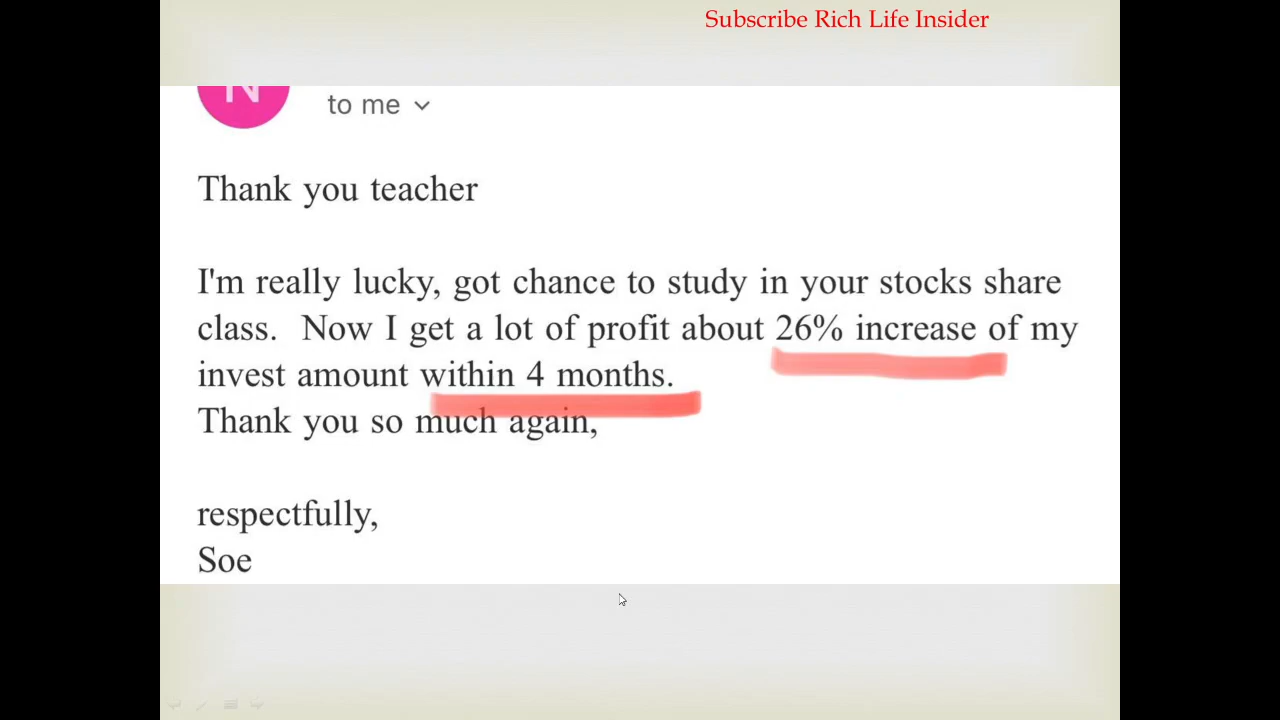 Subscribe Rich Life Insider
N
to me
Thank you teacher
I'm really lucky, got chance to study in your stocks share
class. Now I get a lot of profit about 26% increase of my
invest amount within 4 months.
Thank you so much again,
respectfully,
Soe